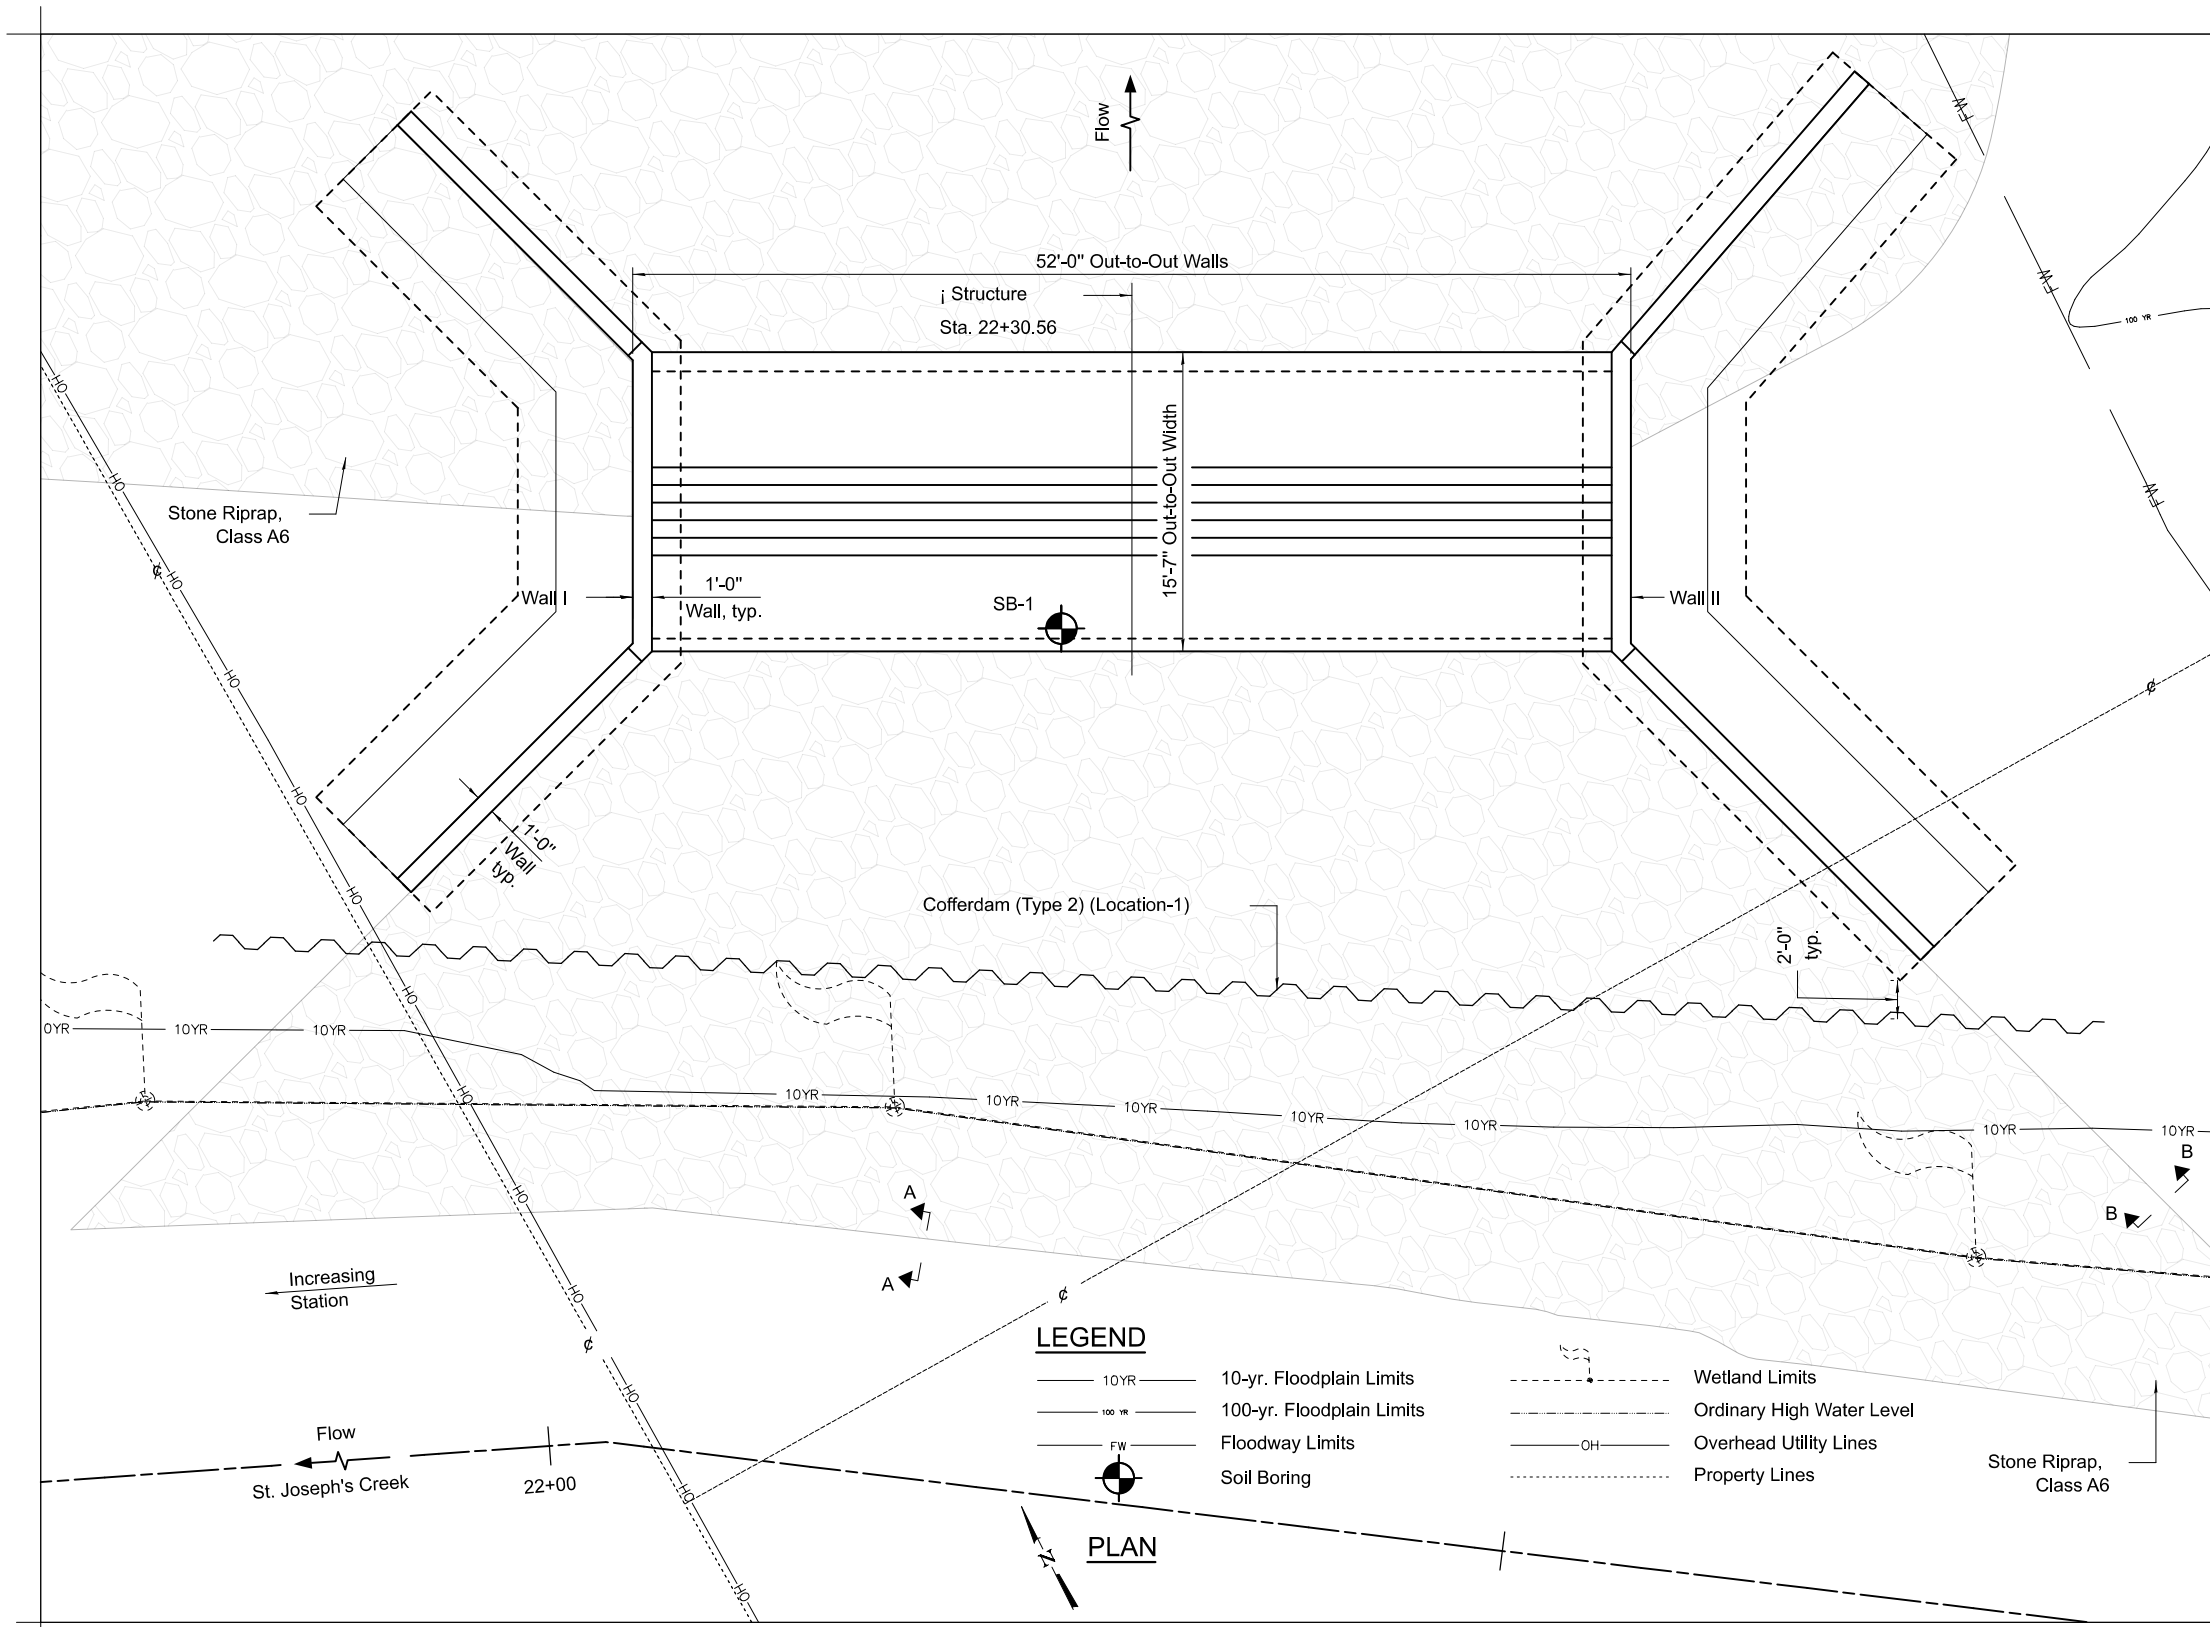 Flow
FW
52'-0" Out-to-Out Walls
¡ Structure
Sta. 22+30.56
FW
100 YR
OH
15'-7" Out-to-Out Width
OH
FW
Stone Riprap,
Class A6
₵
OH
Wall I
1'-0"
Wall, typ.
SB-1
Wall II
OH
₵
OH
1'-0"
Wall
typ.
OH
Cofferdam (Type 2) (Location-1)
2'-0"
typ.
OH
0YR
10YR
10YR
OH
10YR
10YR
10YR
10YR
10YR
10YR
10YR
B
A
OH
B
A
Increasing
Station
OH
₵
₵
LEGEND
10YR
10-yr. Floodplain Limits
Wetland Limits
100 YR
100-yr. Floodplain Limits
Ordinary High Water Level
FW
Floodway Limits
OH
Overhead Utility Lines
Soil Boring
Property Lines
OH
Flow
St. Joseph's Creek
22+00
OH
Stone Riprap,
Class A6
N
PLAN
OH